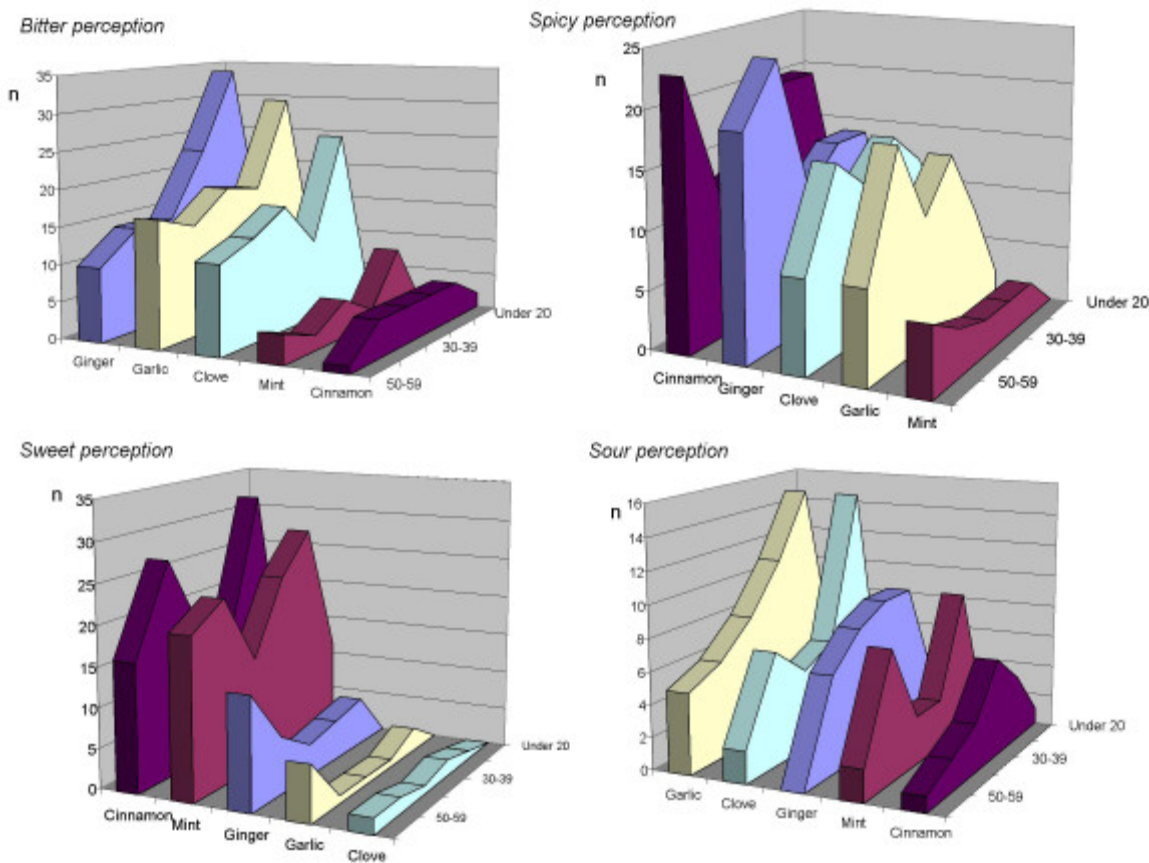 Bitter perception
n
35
30
25
20
15
10
5
0
Ginger
Garlic
Clove
Mint
Cinnamon
50-59
30-39
Under 20
Spicy perception
n
25
20
15
10
5
0
Cinnamon
Ginger
Clove
Garlic
Mint
50-59
30-39
Under 20
Sweet perception
n
35
30
25
20
15
10
5
0
Cinnamon
Mint
Ginger
Garlic
Clove
50-59
30-39
Under 20
Sour perception
n
16
14
12
10
8
6
4
2
0
Garlic
Clove
Ginger
Mint
Cinnamon
50-59
30-39
Under 20